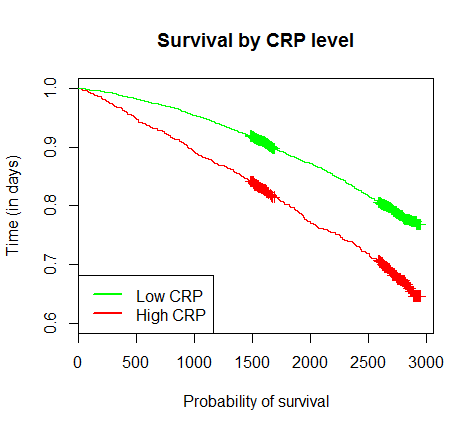 Survival by CRP level
Time (in days)
1.0
0.9
0.8
0.7
0.6
Low CRP
High CRP
0 500 1000 1500 2000 2500 3000
Probability of survival